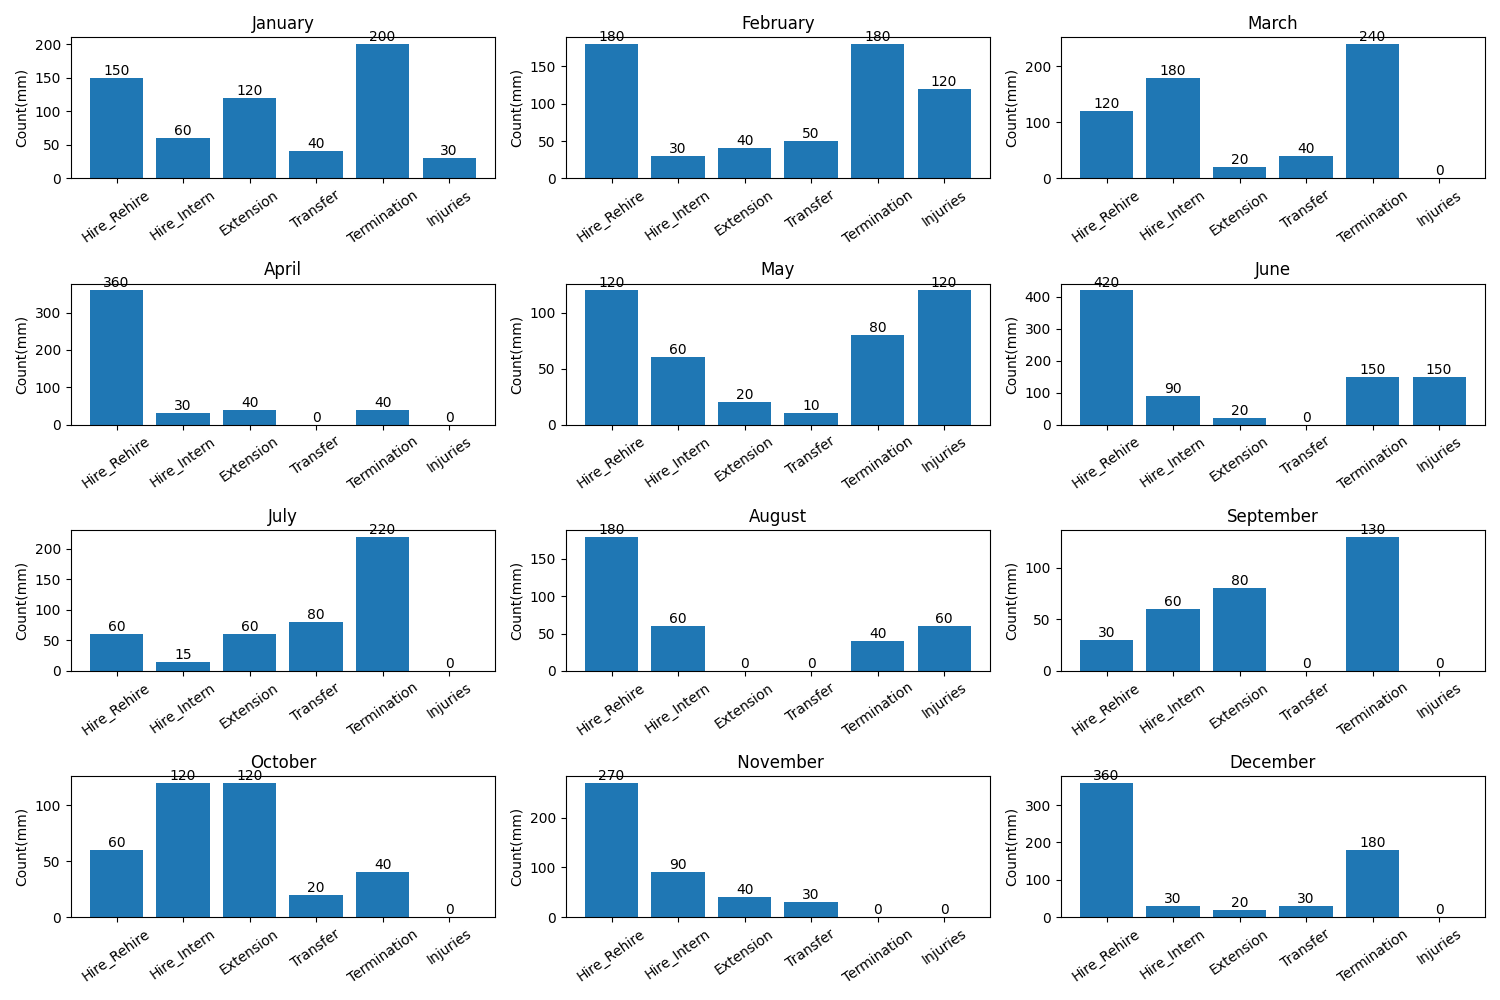 January
Count(mm)
200
150
100
50
0
150
60
120
40
200
30
Hire_Rehire
Hire_Intern
Extension
Transfer
Termination
Injuries
February
Count(mm)
150
100
50
0
180
30
40
50
180
120
Hire_Rehire
Hire_Intern
Extension
Transfer
Termination
Injuries
March
Count(mm)
200
100
0
120
180
20
40
240
0
Hire_Rehire
Hire_Intern
Extension
Transfer
Termination
Injuries
April
Count(mm)
300
200
100
0
360
30
40
0
40
0
Hire_Rehire
Hire_Intern
Extension
Transfer
Termination
Injuries
May
Count(mm)
100
50
0
120
60
20
10
80
120
Hire_Rehire
Hire_Intern
Extension
Transfer
Termination
Injuries
June
Count(mm)
400
300
200
100
0
420
90
20
0
150
150
Hire_Rehire
Hire_Intern
Extension
Transfer
Termination
Injuries
July
Count(mm)
200
150
100
50
0
60
15
60
80
220
0
Hire_Rehire
Hire_Intern
Extension
Transfer
Termination
Injuries
August
Count(mm)
150
100
50
0
180
60
0
0
40
60
Hire_Rehire
Hire_Intern
Extension
Transfer
Termination
Injuries
September
Count(mm)
100
50
0
30
60
80
0
130
0
Hire_Rehire
Hire_Intern
Extension
Transfer
Termination
Injuries
October
Count(mm)
100
50
0
60
120
120
20
40
0
Hire_Rehire
Hire_Intern
Extension
Transfer
Termination
Injuries
November
Count(mm)
200
100
0
270
90
40
30
0
0
Hire_Rehire
Hire_Intern
Extension
Transfer
Termination
Injuries
December
Count(mm)
300
200
100
0
360
30
20
30
180
0
Hire_Rehire
Hire_Intern
Extension
Transfer
Termination
Injuries